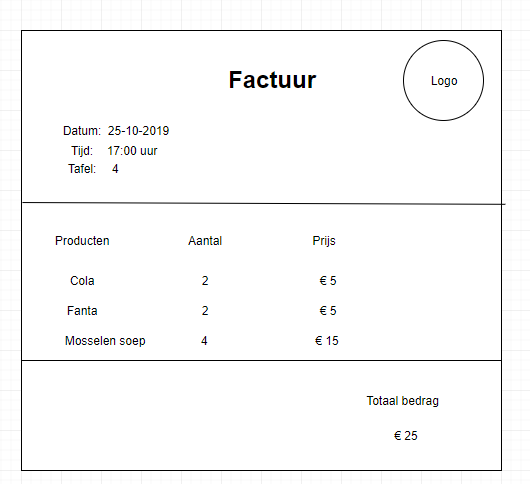 Factuur
Logo
Datum: 25-10-2019
Tijd: 17:00 uur
Tafel: 4
Producten Aantal Prijs
Cola 2 € 5
Fanta 2 € 5
Mosselen soep 4 € 15
Totaal bedrag
€ 25